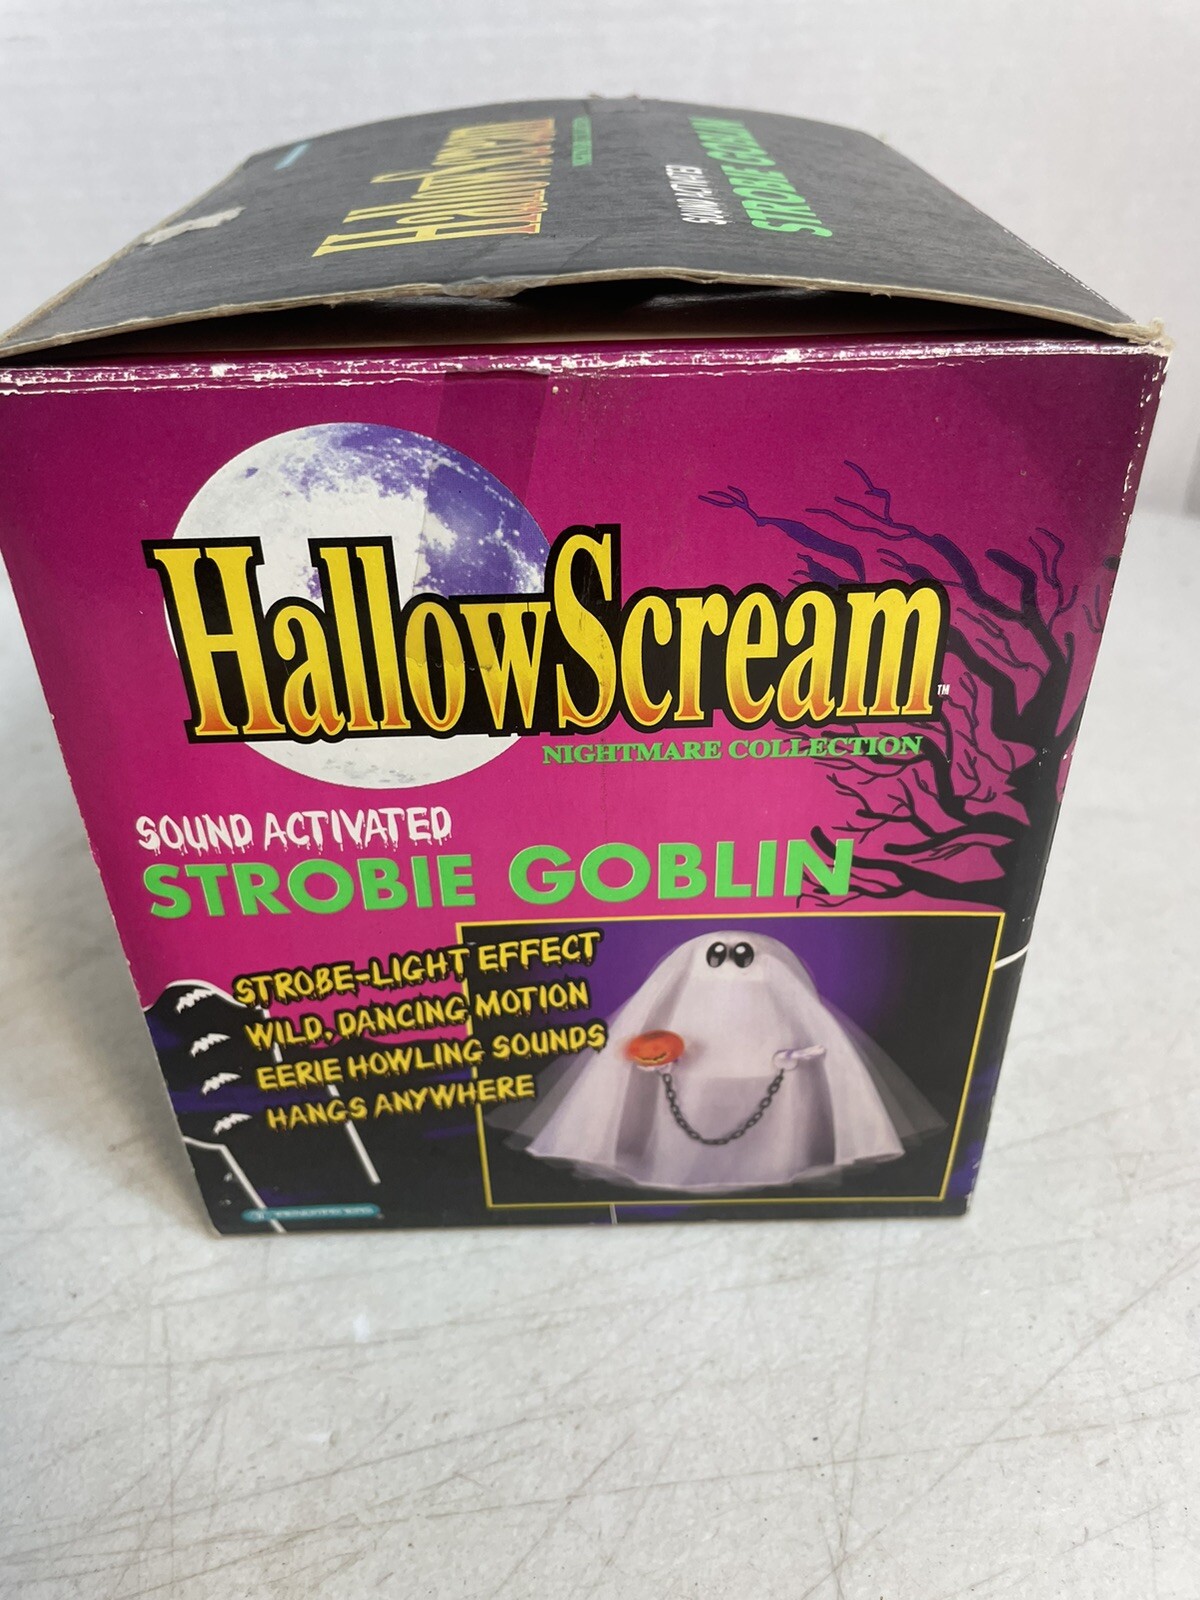 HallowScream
SOUND ACTIVATED
STROBIE GOBLIN
HallowScream™
NIGHTMARE COLLECTION
SOUND ACTIVATED
STROBIE GOBLIN
STROBE-LIGHT EFFECT
WILD, DANCING MOTION
EERIE HOWLING SOUNDS
HANGS ANYWHERE